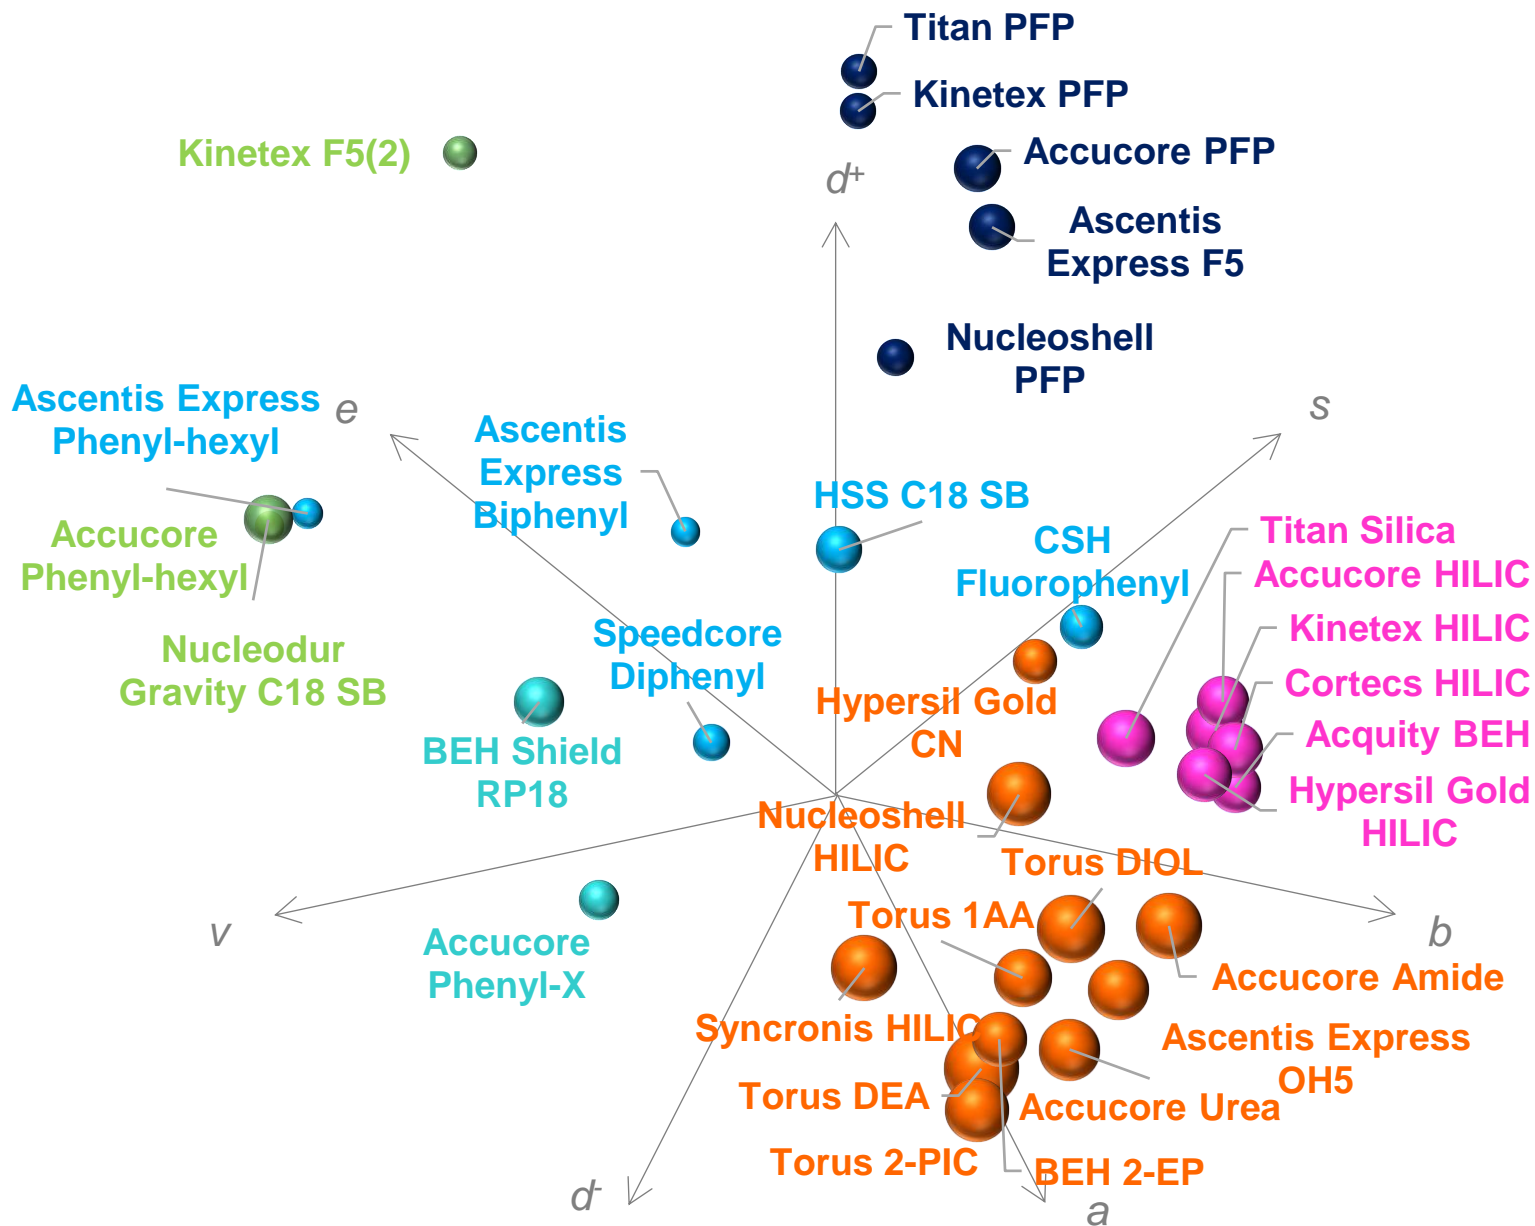 Titan PFP
Kinetex PFP
Kinetex F5(2)
Accucore PFP
d+
Ascentis
Express F5
Nucleoshell
PFP
Ascentis Express
Phenyl-hexyl
e
s
Ascentis
Express
Biphenyl
HSS C18 SB
CSH
Fluorophenyl
Titan Silica
Accucore HILIC
Kinetex HILIC
Cortecs HILIC
Acquity BEH
Hypersil Gold
HILIC
Accucore
Phenyl-hexyl
Nucleodur
Gravity C18 SB
Speedcore
Diphenyl
Hypersil Gold
CN
BEH Shield
RP18
Nucleoshell
HILIC
Torus DIOL
Torus 1AA
v
b
Accucore
Phenyl-X
Accucore Amide
Syncronis HILIC
Ascentis Express
OH5
Torus DEA
Accucore Urea
Torus 2-PIC
BEH 2-EP
d-
a